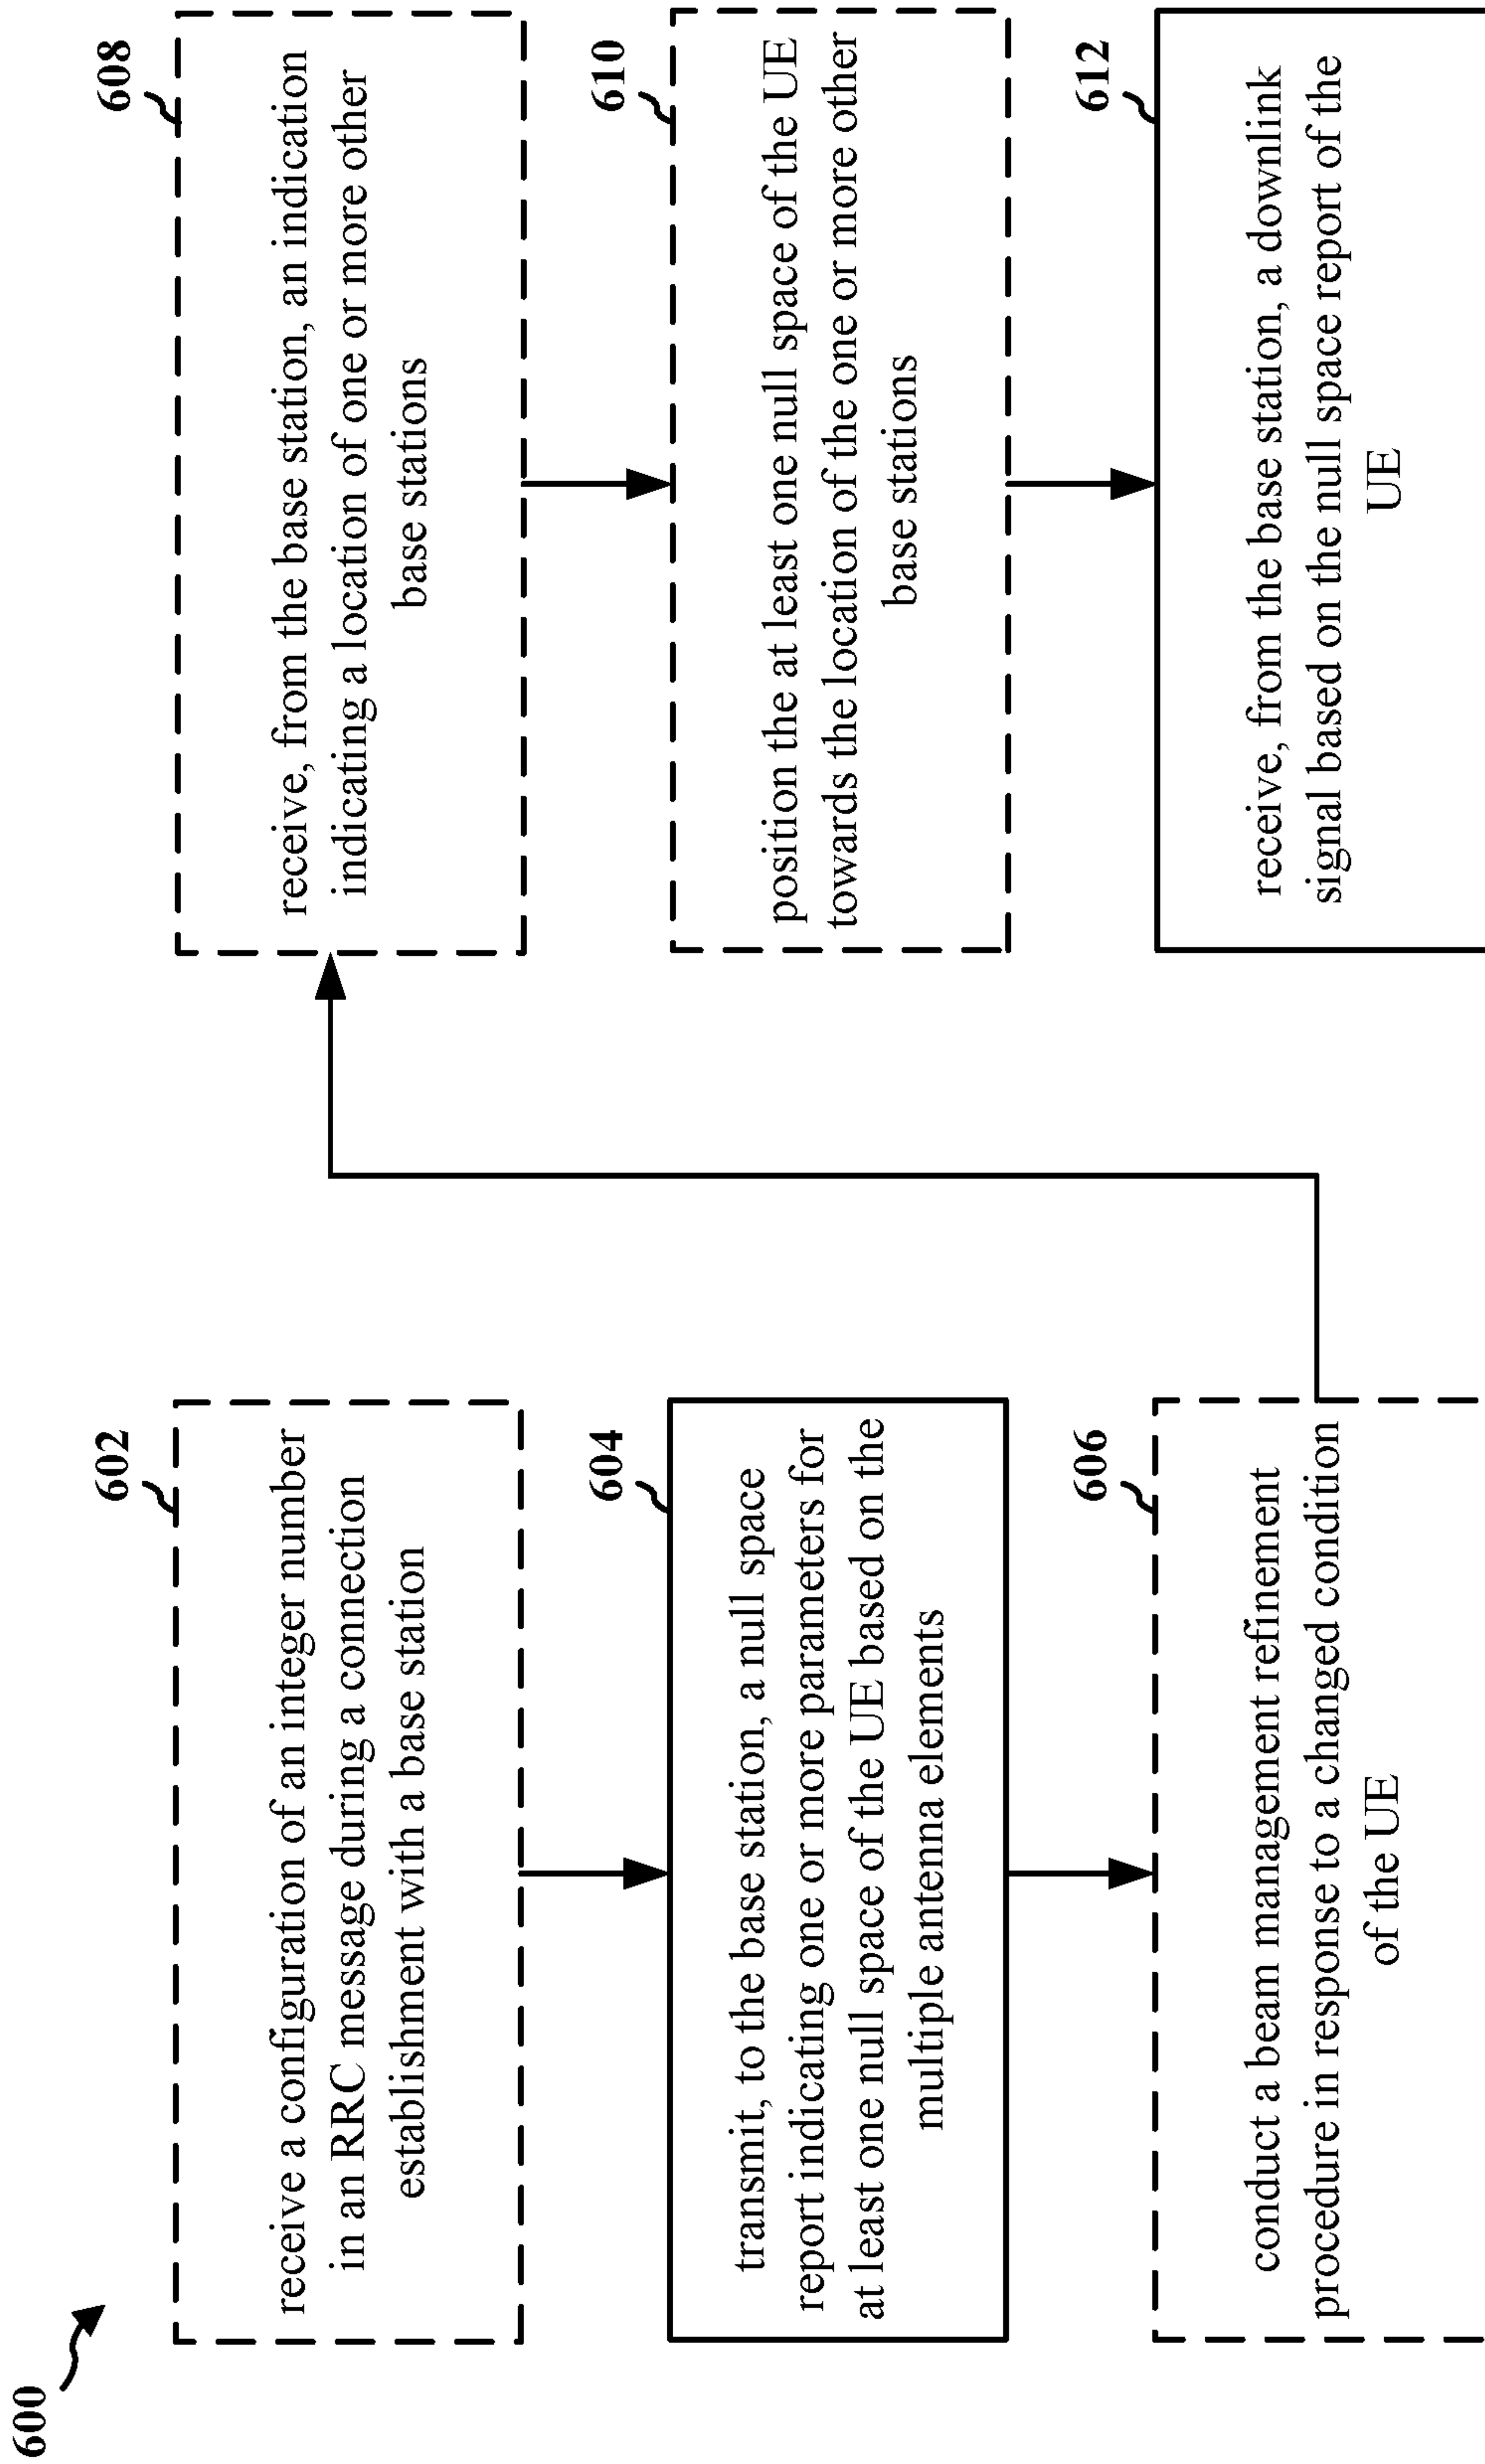 600
602
receive a configuration of an integer number
in an RRC message during a connection
establishment with a base station
604
transmit, to the base station, a null space
report indicating one or more parameters for
at least one null space of the UE based on the
multiple antenna elements
606
conduct a beam management refinement
procedure in response to a changed condition
of the UE
608
receive, from the base station, an indication
indicating a location of one or more other
base stations
610
position the at least one null space of the UE
towards the location of the one or more other
base stations
612
receive, from the base station, a downlink
signal based on the null space report of the
UE